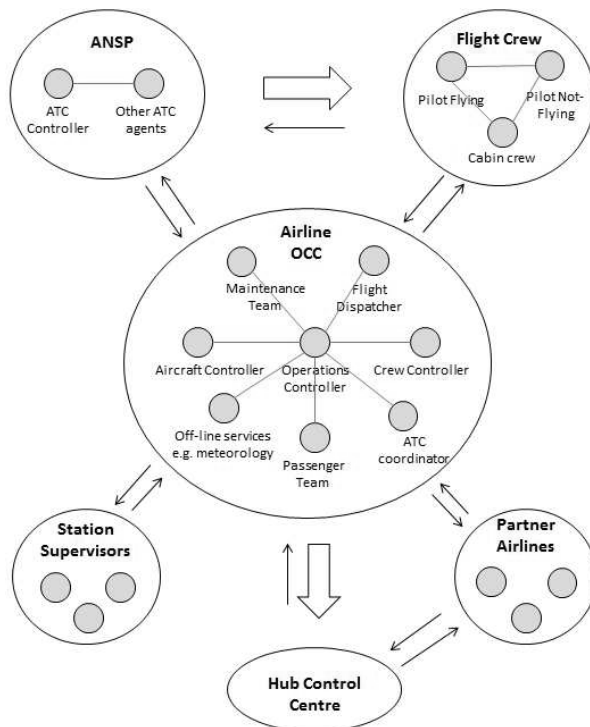 ANSP
ATC
Controller
Other ATC
agents
Flight Crew
Pilot Flying
Pilot Not-
Flying
Cabin crew
Airline
OCC
Maintenance
Team
Flight
Dispatcher
Aircraft Controller
Operations
Controller
Crew Controller
Off-line services
e.g. meteorology
Passenger
Team
ATC
coordinator
Station
Supervisors
Partner
Airlines
Hub Control
Centre